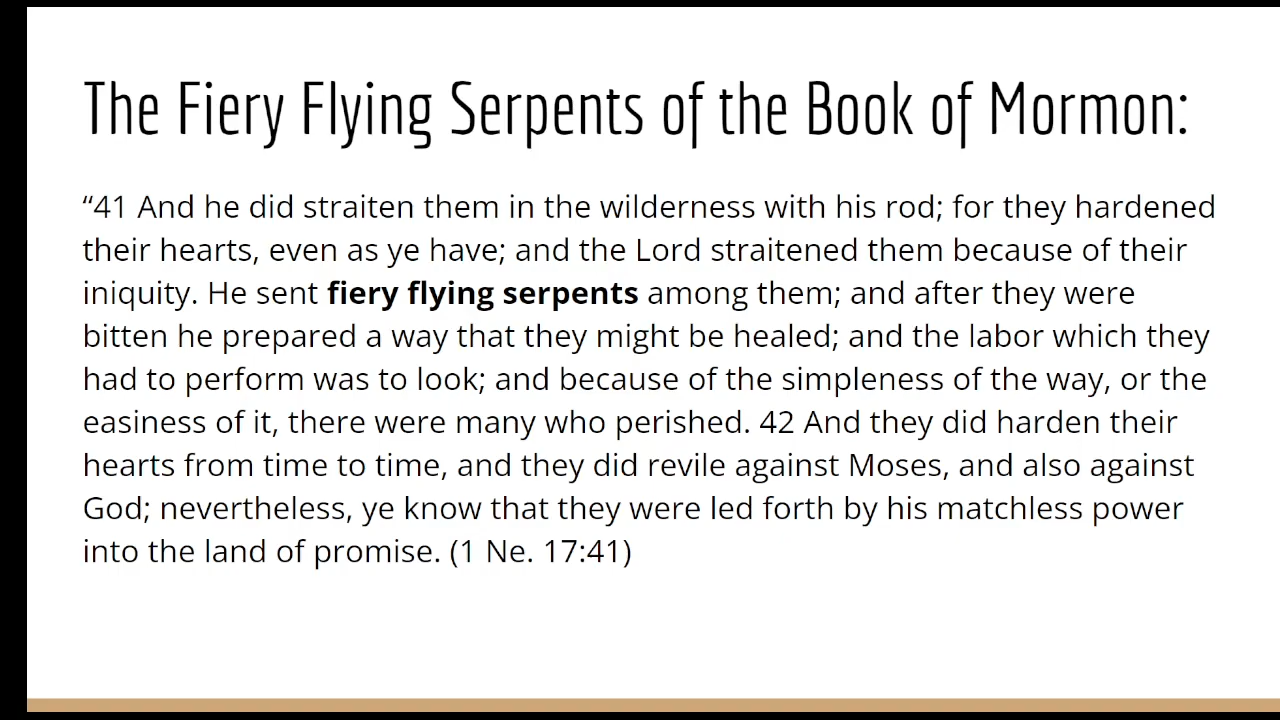 The Fiery Flying Serpents of the Book of Mormon:
“41 And he did straiten them in the wilderness with his rod; for they hardened
their hearts, even as ye have; and the Lord straitened them because of their
iniquity. He sent fiery flying serpents among them; and after they were
bitten he prepared a way that they might be healed; and the labor which they
had to perform was to look; and because of the simpleness of the way, or the
easiness of it, there were many who perished. 42 And they did harden their
hearts from time to time, and they did revile against Moses, and also against
God; nevertheless, ye know that they were led forth by his matchless power
into the land of promise. (1 Ne. 17:41)